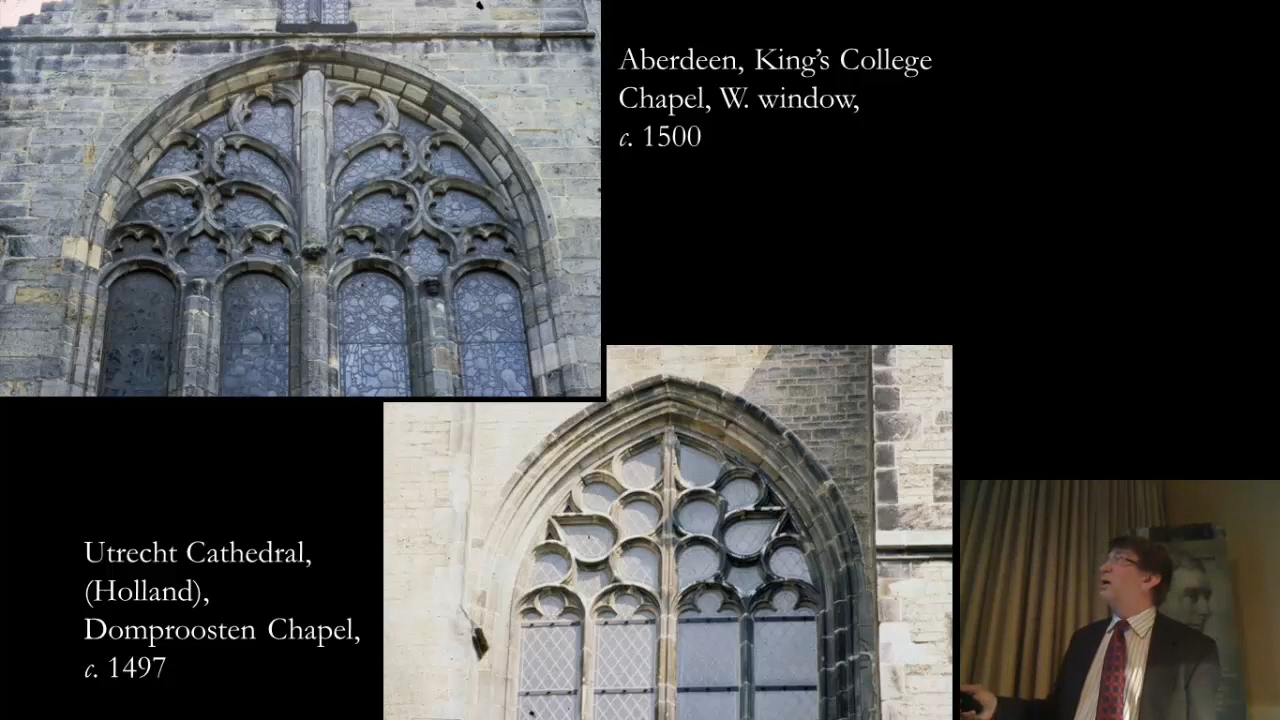 Aberdeen, King’s College
Chapel, W. window,
c. 1500
Utrecht Cathedral,
(Holland),
Domproosten Chapel,
c. 1497